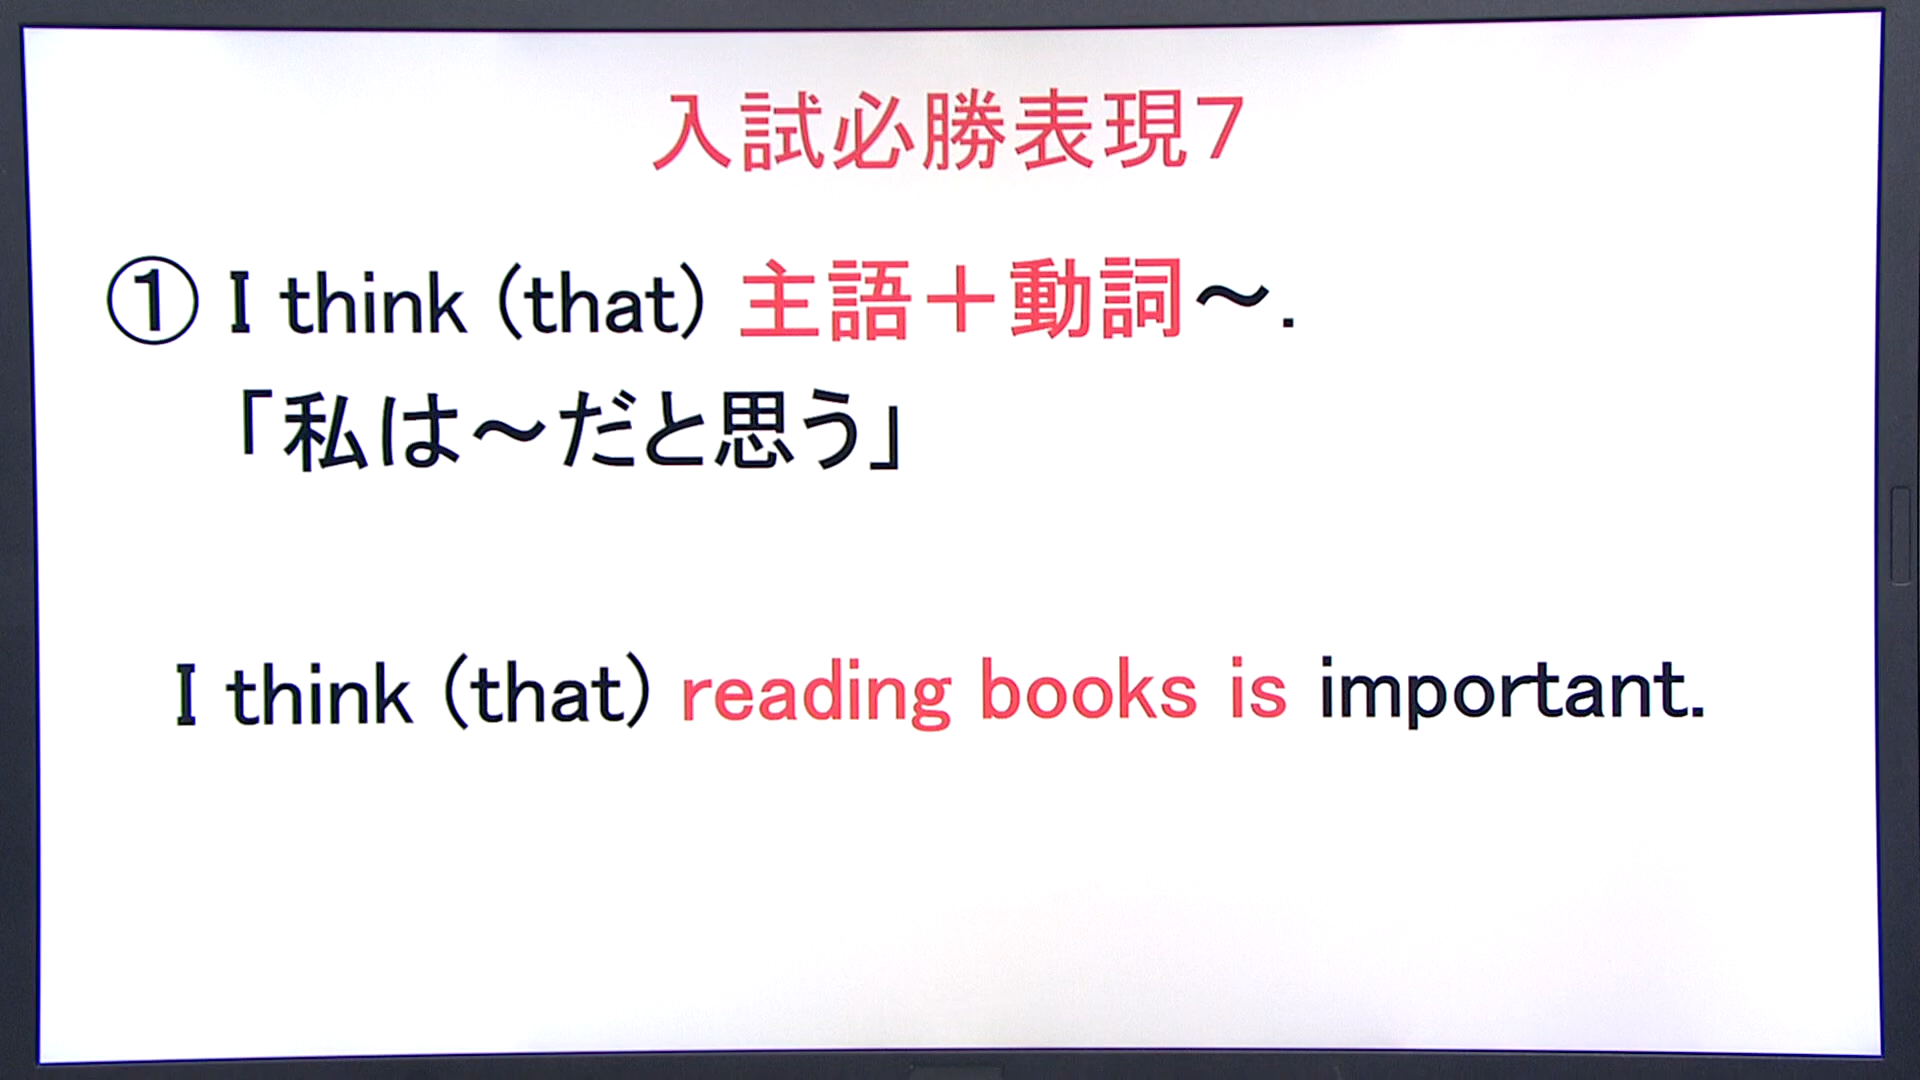 入試必勝表現7
① I think (that) 主語＋動詞～.
「私は～だと思う」
I think (that) reading books is important.